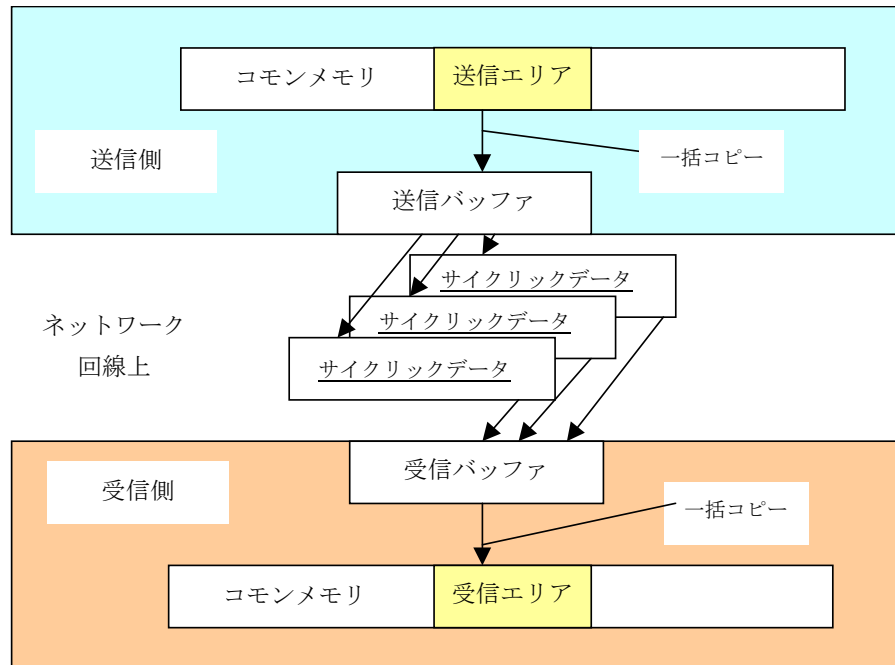 コモンメモリ
送信エリア
送信側
一括コピー
送信バッファ
サイクリックデータ
サイクリックデータ
サイクリックデータ
ネットワーク
回線上
受信バッファ
受信側
一括コピー
コモンメモリ
受信エリア